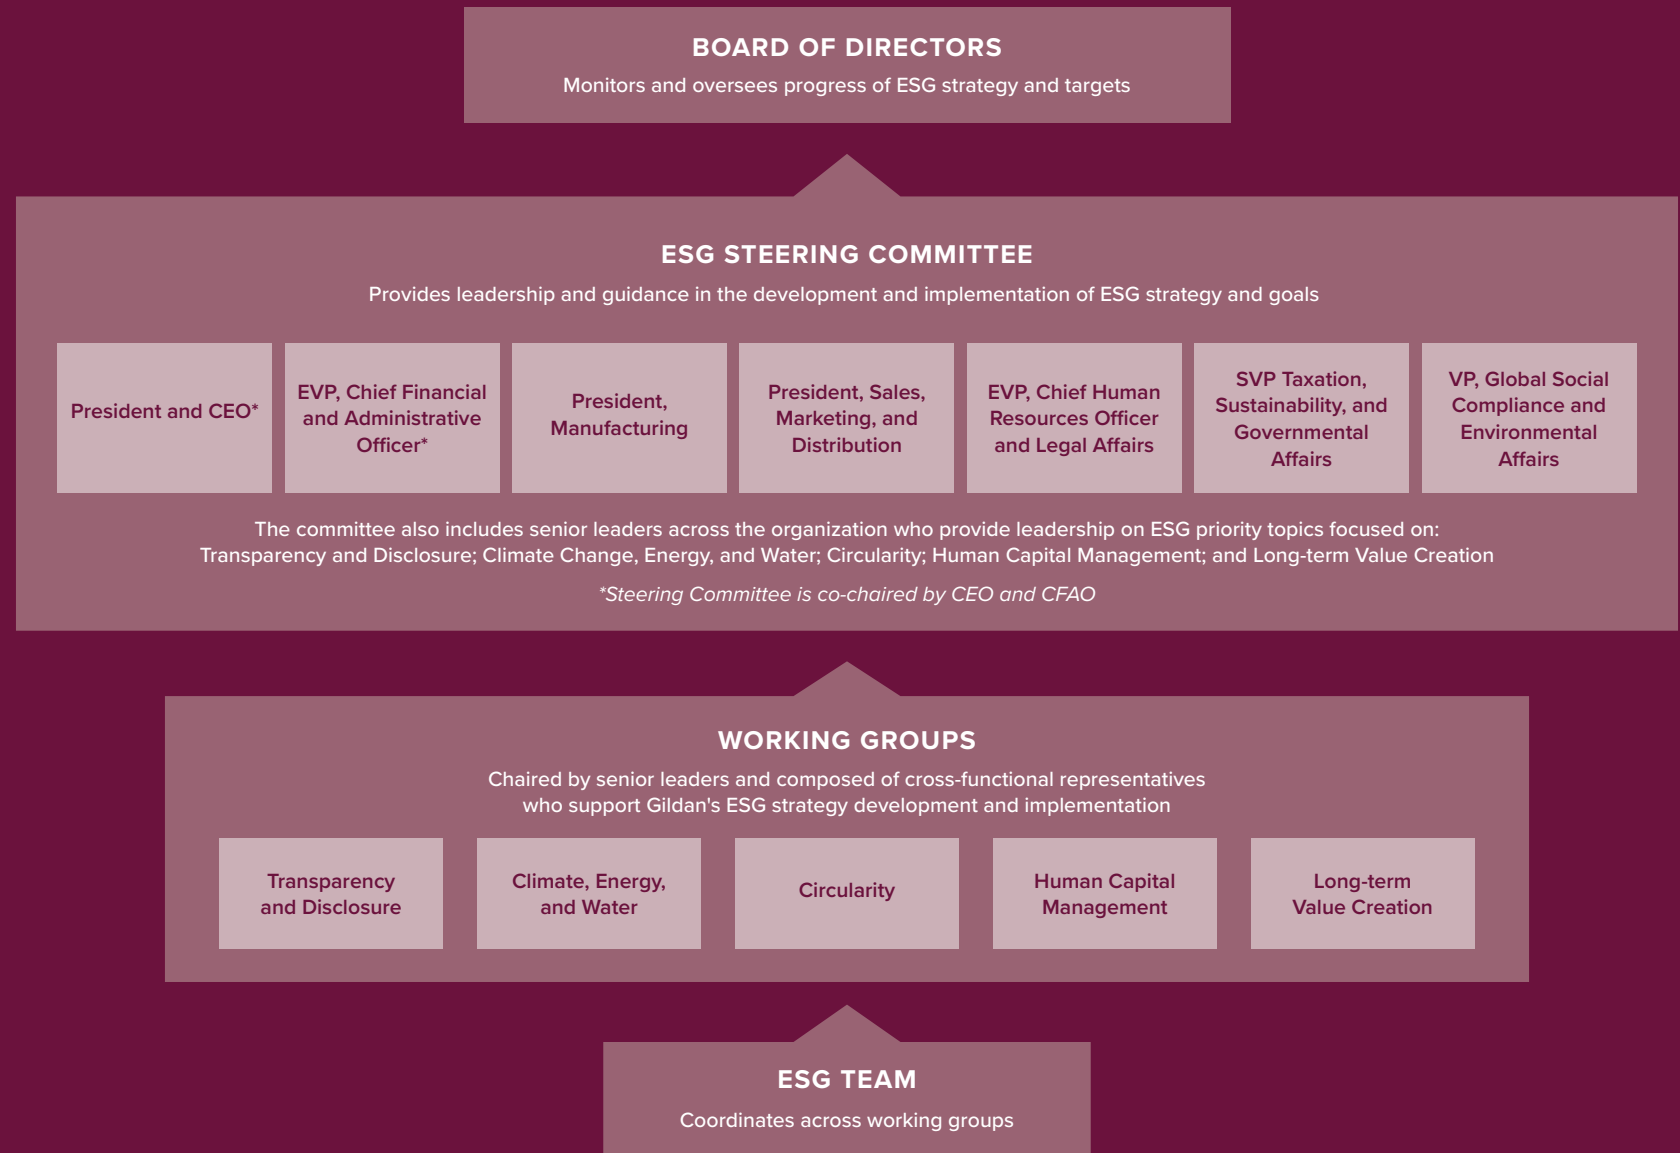 BOARD OF DIRECTORS
Monitors and oversees progress of ESG strategy and targets
ESG STEERING COMMITTEE
Provides leadership and guidance in the development and implementation of ESG strategy and goals
President and CEO*
EVP, Chief Financial
and Administrative
Officer*
President,
Manufacturing
President, Sales,
Marketing, and
Distribution
EVP, Chief Human
Resources Officer
and Legal Affairs
SVP Taxation,
Sustainability, and
Governmental
Affairs
VP, Global Social
Compliance and
Environmental
Affairs
The committee also includes senior leaders across the organization who provide leadership on ESG priority topics focused on:
Transparency and Disclosure; Climate Change, Energy, and Water; Circularity; Human Capital Management; and Long-term Value Creation
*Steering Committee is co-chaired by CEO and CFAO
WORKING GROUPS
Chaired by senior leaders and composed of cross-functional representatives
who support Gildan's ESG strategy development and implementation
Transparency
and Disclosure
Climate, Energy,
and Water
Circularity
Human Capital
Management
Long-term
Value Creation
ESG TEAM
Coordinates across working groups